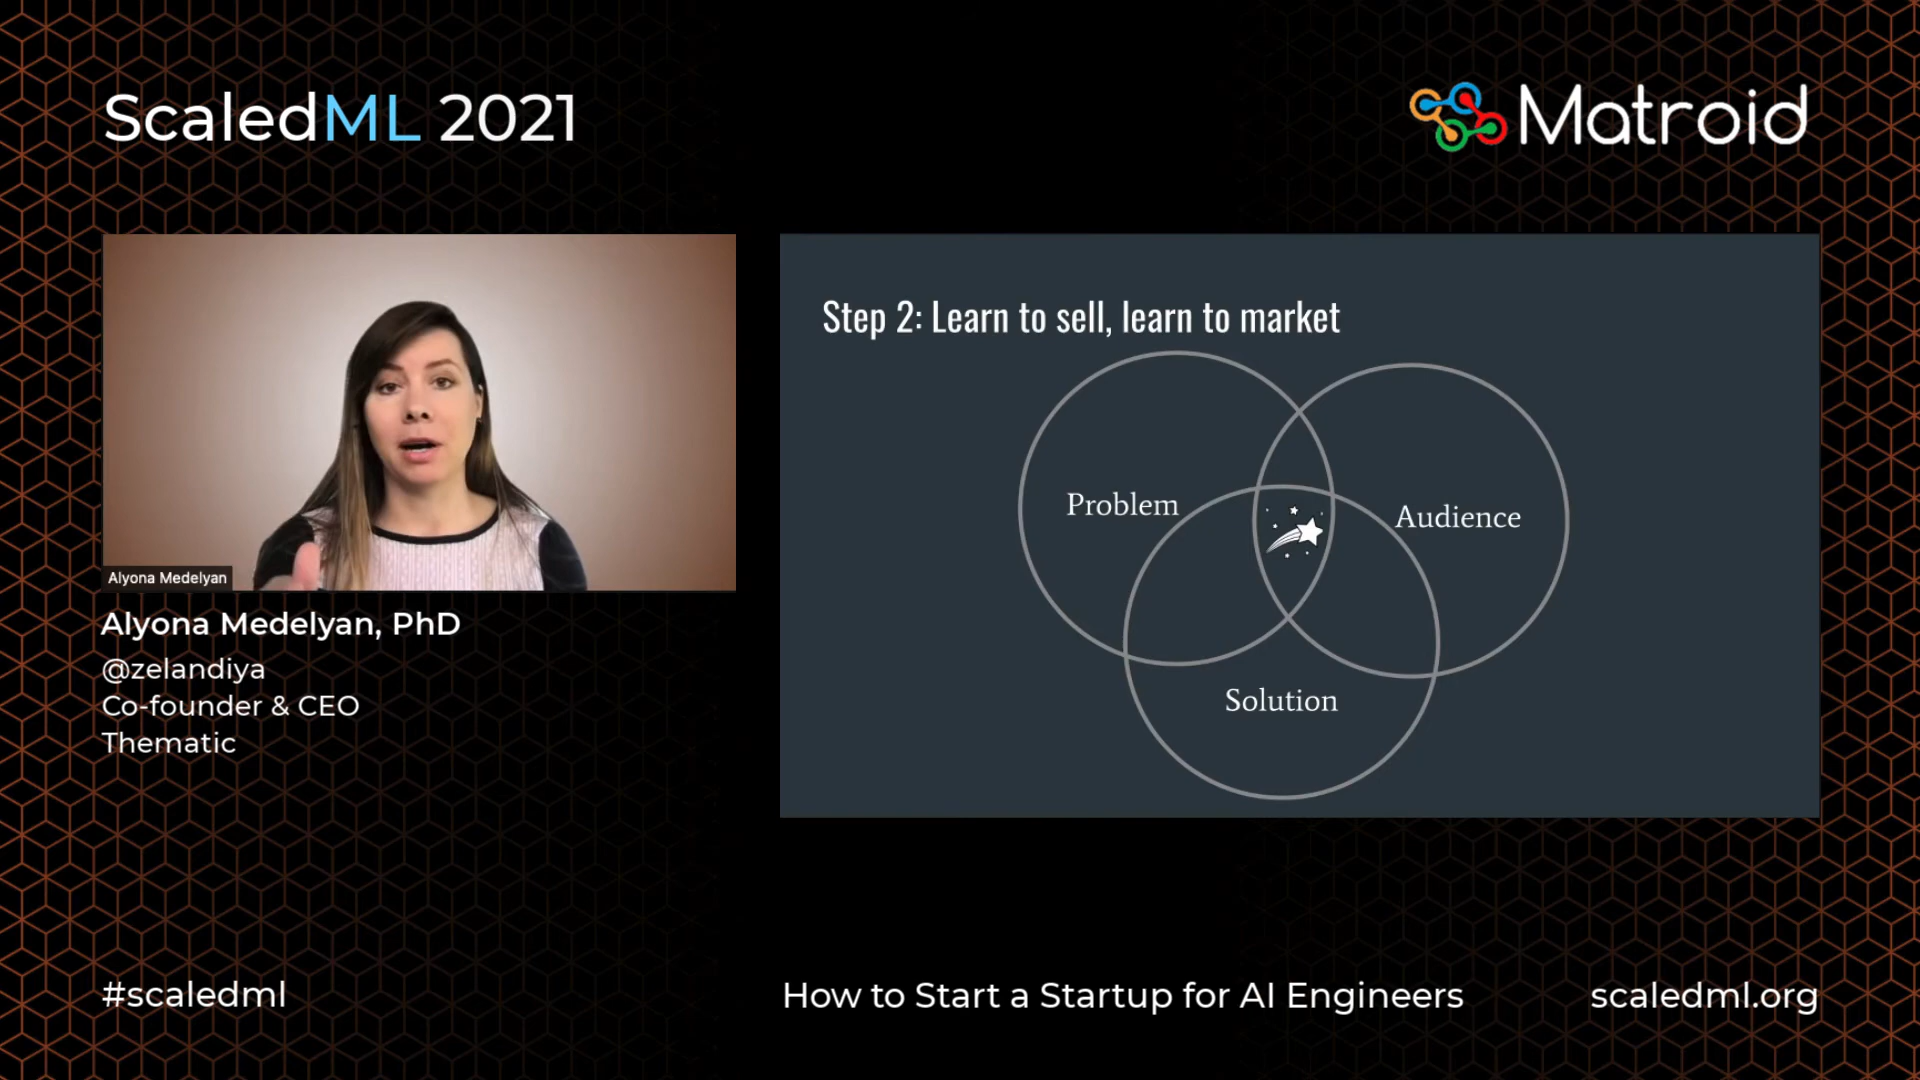 ScaledML 2021
Matroid
Step 2: Learn to sell, learn to market
Problem
Audience
Solution
Alyona Medelyan
Alyona Medelyan, PhD
@zelandiya
Co-founder & CEO
Thematic
#scaledml
How to Start a Startup for AI Engineers
scaledml.org